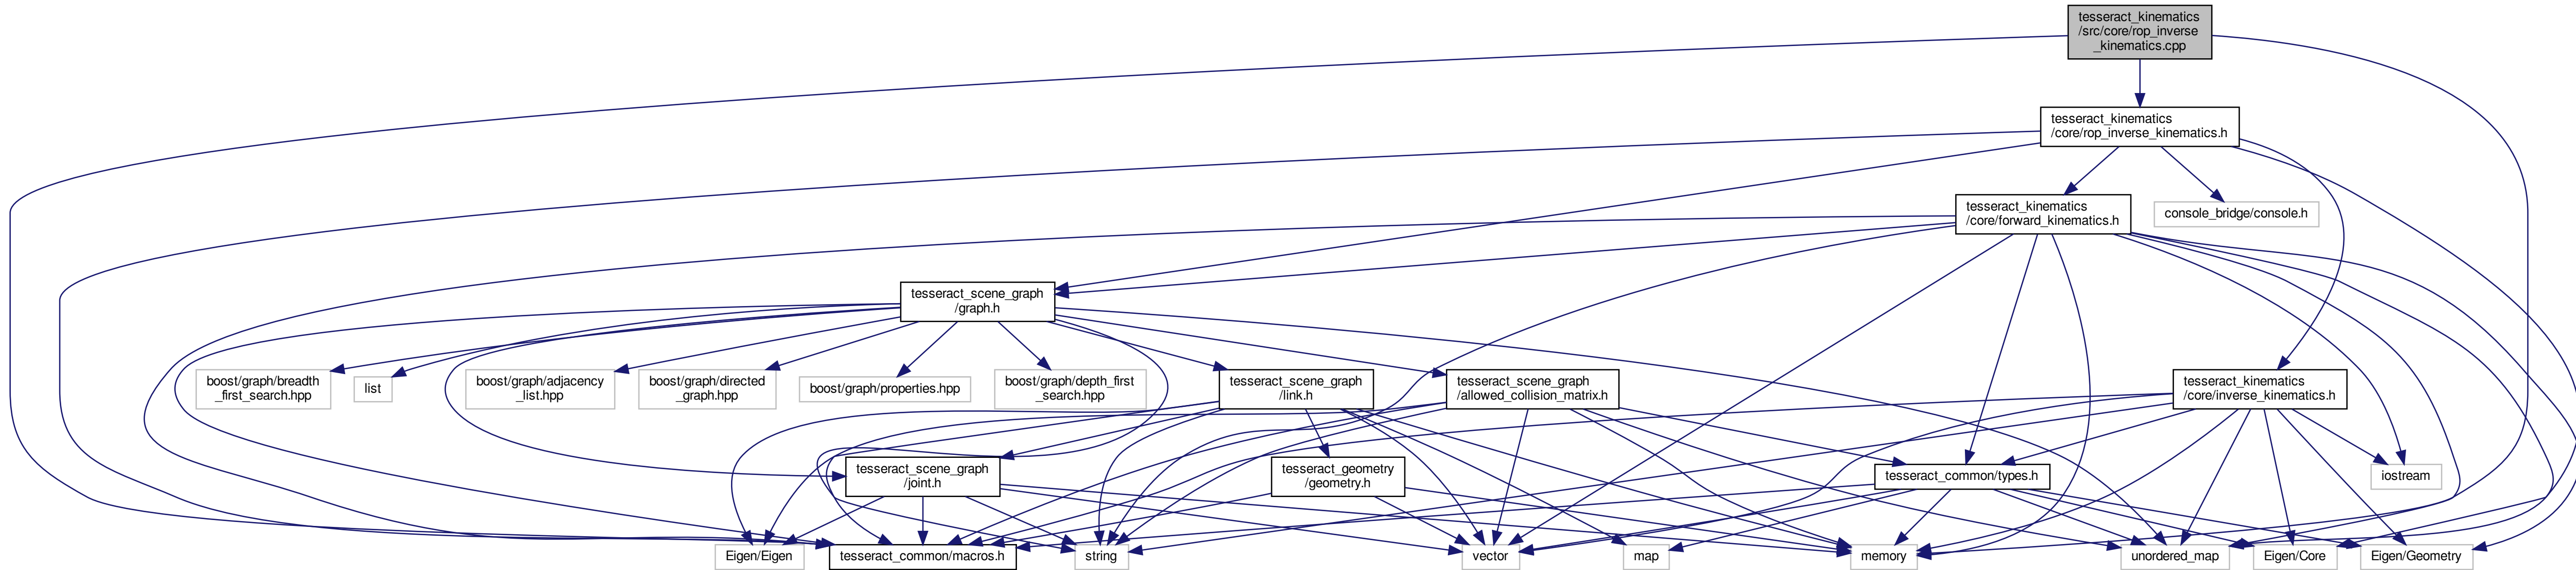 tesseract_kinematics
/src/core/rop_inverse
_kinematics.cpp
tesseract_kinematics
/core/rop_inverse_kinematics.h
tesseract_kinematics
/core/forward_kinematics.h
console_bridge/console.h
tesseract_scene_graph
/graph.h
boost/graph/breadth
_first_search.hpp
list
boost/graph/adjacency
_list.hpp
boost/graph/directed
_graph.hpp
boost/graph/properties.hpp
boost/graph/depth_first
_search.hpp
tesseract_scene_graph
/link.h
tesseract_scene_graph
/allowed_collision_matrix.h
tesseract_kinematics
/core/inverse_kinematics.h
tesseract_scene_graph
/joint.h
tesseract_geometry
/geometry.h
tesseract_common/types.h
iostream
Eigen/Eigen
tesseract_common/macros.h
string
vector
map
memory
unordered_map
Eigen/Core
Eigen/Geometry